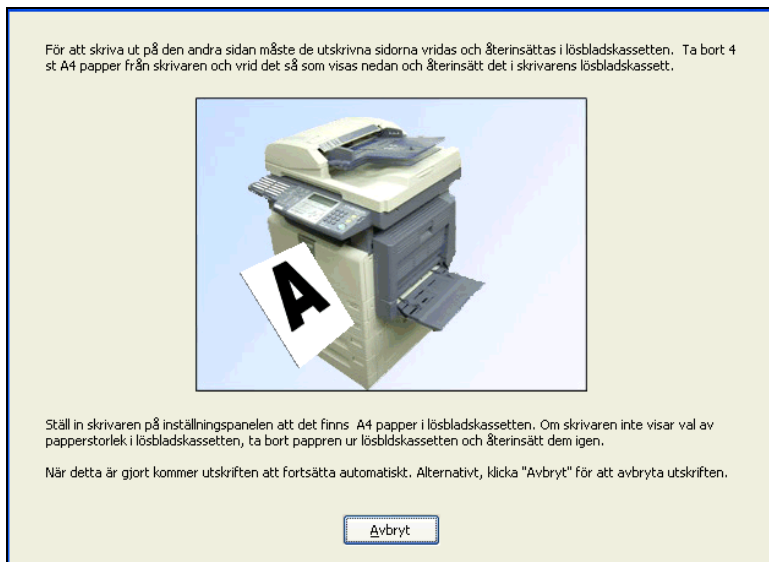 För att skriva ut på den andra sidan måste de utskrivna sidorna vridas och återinsättas i lösbladskassetten.  Ta bort 4
st A4 papper från skrivaren och vrid det så som visas nedan och återinsätt det i skrivarens lösbladskassett.
A
Ställ in skrivaren på inställningspanelen att det finns  A4 papper i lösbladskassetten. Om skrivaren inte visar val av
papperstorlek i lösbladskassetten, ta bort pappren ur lösbldskassetten och återinsätt dem igen.
När detta är gjort kommer utskriften att fortsätta automatiskt. Alternativt, klicka "Avbryt" för att avbryta utskriften.
Avbryt